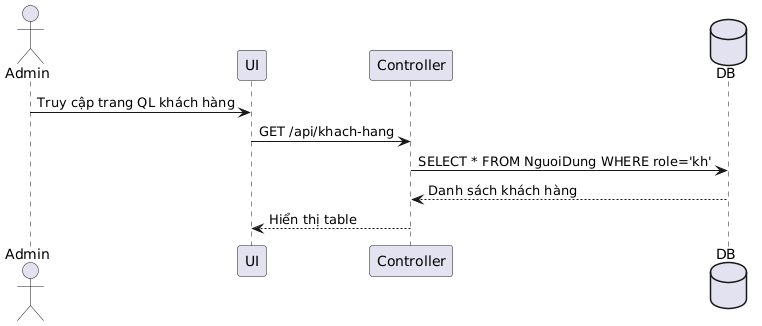 Admin
UI
Controller
DB
Truy cập trang QL khách hàng
GET /api/khach-hang
SELECT * FROM NguoiDung WHERE role='kh'
Danh sách khách hàng
Hiển thị table
Admin
UI
Controller
DB